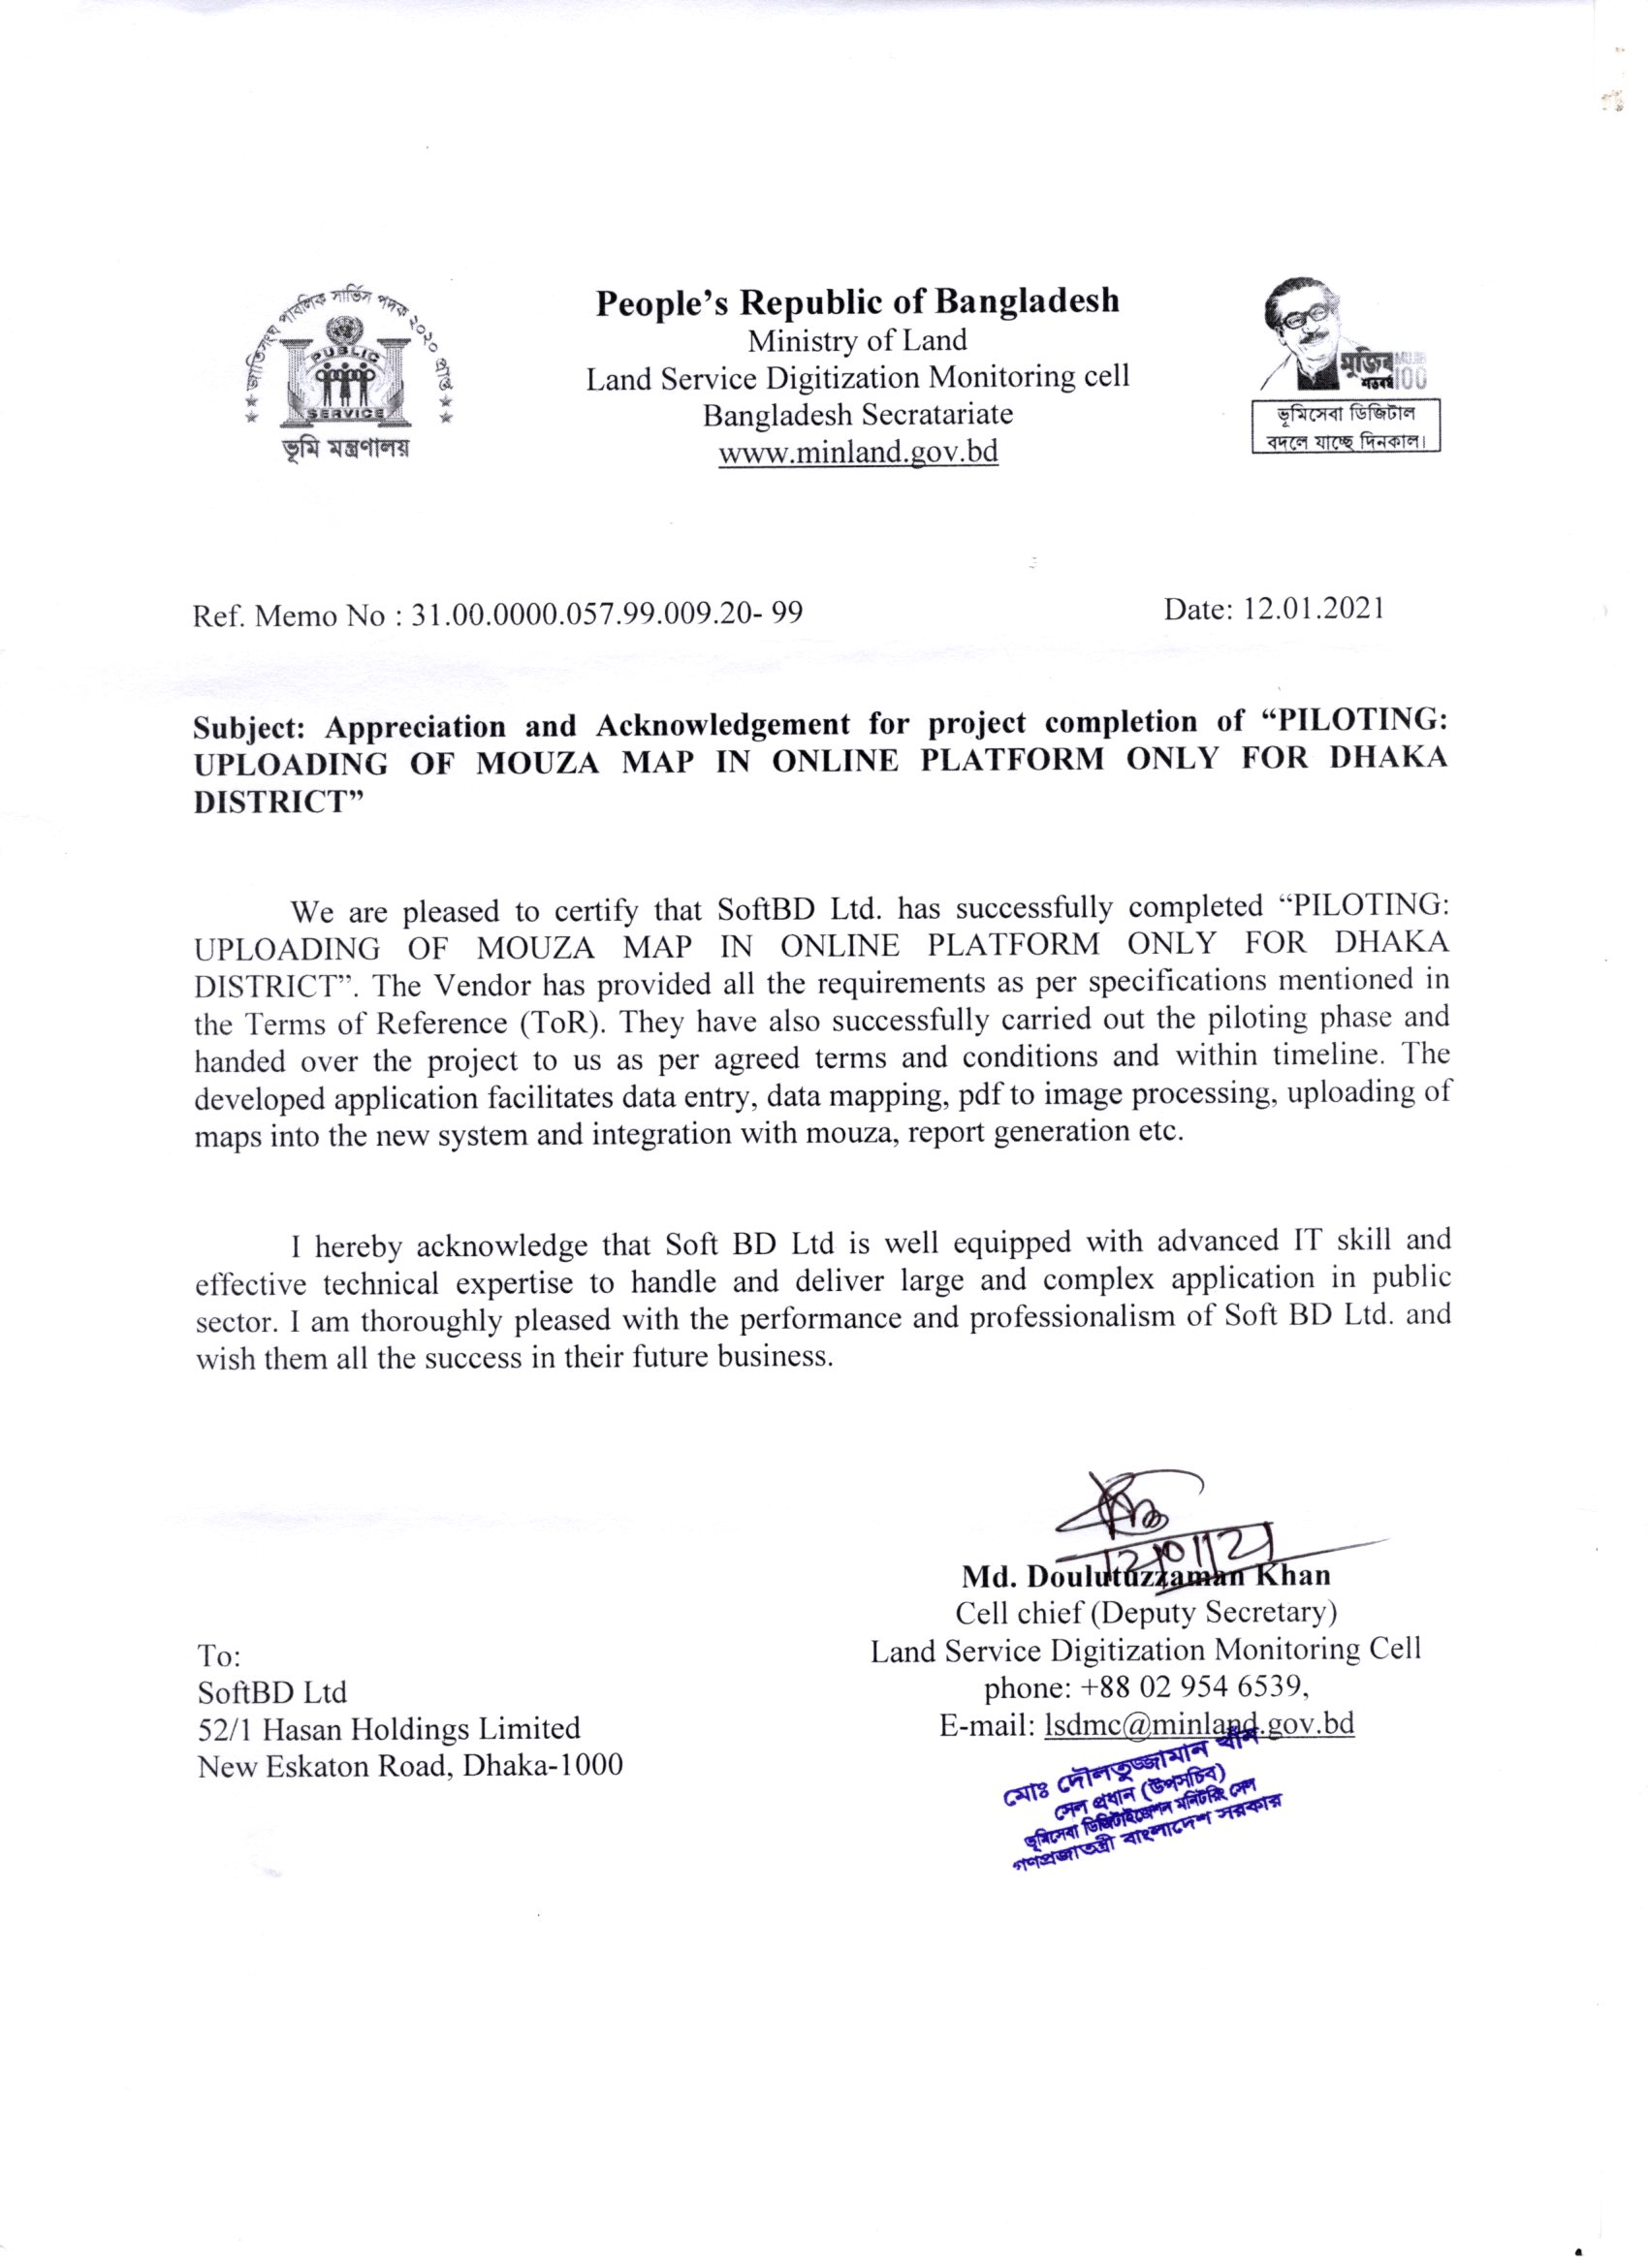 জাতিসংঘ পাবলিক সার্ভিস পদক ২০২০ প্রাপ্ত
PUBLIC
SERVICE
ভূমি মন্ত্রণালয়
People’s Republic of Bangladesh
Ministry of Land
Land Service Digitization Monitoring cell
Bangladesh Secratariate
www.minland.gov.bd
মুজিব
শতবর্ষ 100
ভূমিসেবা ডিজিটাল
বদলে যাচ্ছে দিনকাল।
Ref. Memo No : 31.00.0000.057.99.009.20- 99
Date: 12.01.2021
Subject: Appreciation and Acknowledgement for project completion of “PILOTING:
UPLOADING OF MOUZA MAP IN ONLINE PLATFORM ONLY FOR DHAKA
DISTRICT”
We are pleased to certify that SoftBD Ltd. has successfully completed “PILOTING:
UPLOADING OF MOUZA MAP IN ONLINE PLATFORM ONLY FOR DHAKA
DISTRICT”. The Vendor has provided all the requirements as per specifications mentioned in
the Terms of Reference (ToR). They have also successfully carried out the piloting phase and
handed over the project to us as per agreed terms and conditions and within timeline. The
developed application facilitates data entry, data mapping, pdf to image processing, uploading of
maps into the new system and integration with mouza, report generation etc.
I hereby acknowledge that Soft BD Ltd is well equipped with advanced IT skill and
effective technical expertise to handle and deliver large and complex application in public
sector. I am thoroughly pleased with the performance and professionalism of Soft BD Ltd. and
wish them all the success in their future business.
12/01/21
Md. Doulutuzzaman Khan
Cell chief (Deputy Secretary)
Land Service Digitization Monitoring Cell
phone: +88 02 954 6539,
E-mail: lsdmc@minland.gov.bd
মোঃ দৌলতুজ্জামান খাঁন
সেল প্রধান (উপসচিব)
ভূমিসেবা ডিজিটাইজেশন মনিটরিং সেল
গণপ্রজাতন্ত্রী বাংলাদেশ সরকার
To:
SoftBD Ltd
52/1 Hasan Holdings Limited
New Eskaton Road, Dhaka-1000